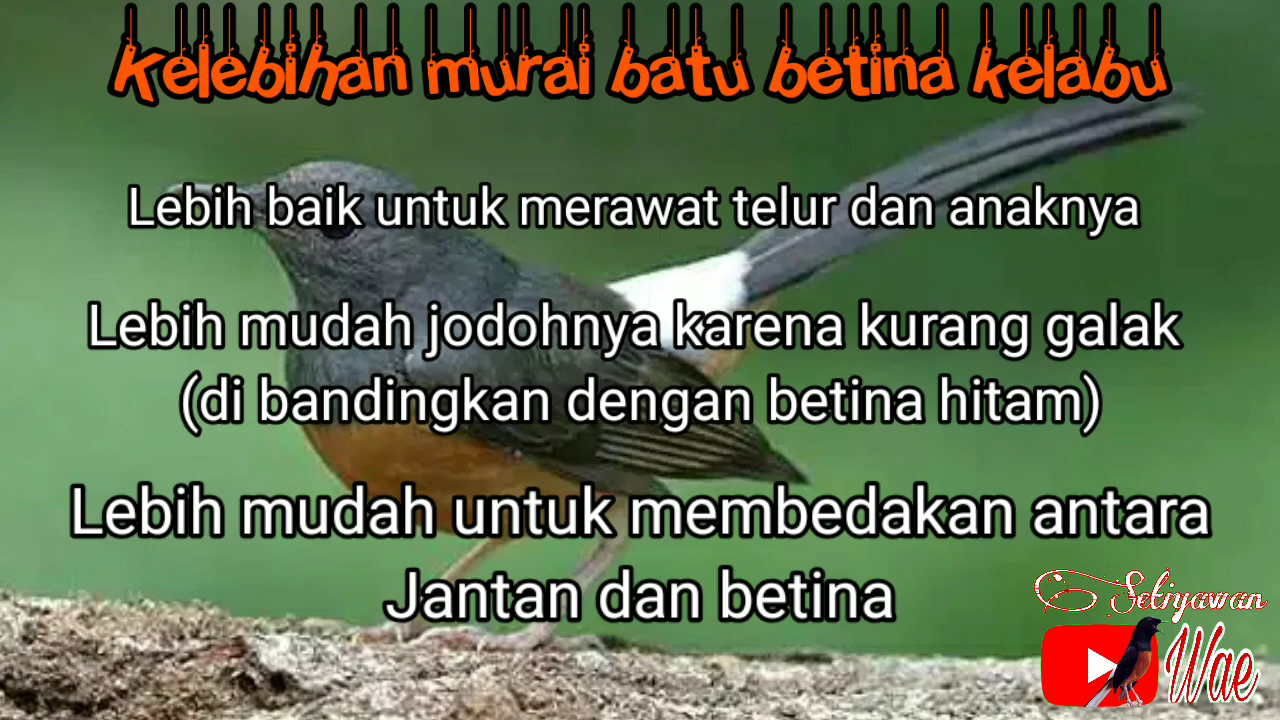 Kelebihan murai batu betina kelabu
Lebih baik untuk merawat telur dan anaknya
Lebih mudah jodohnya karena kurang galak
(di bandingkan dengan betina hitam)
Lebih mudah untuk membedakan antara
Jantan dan betina
Setiyawan
Wae